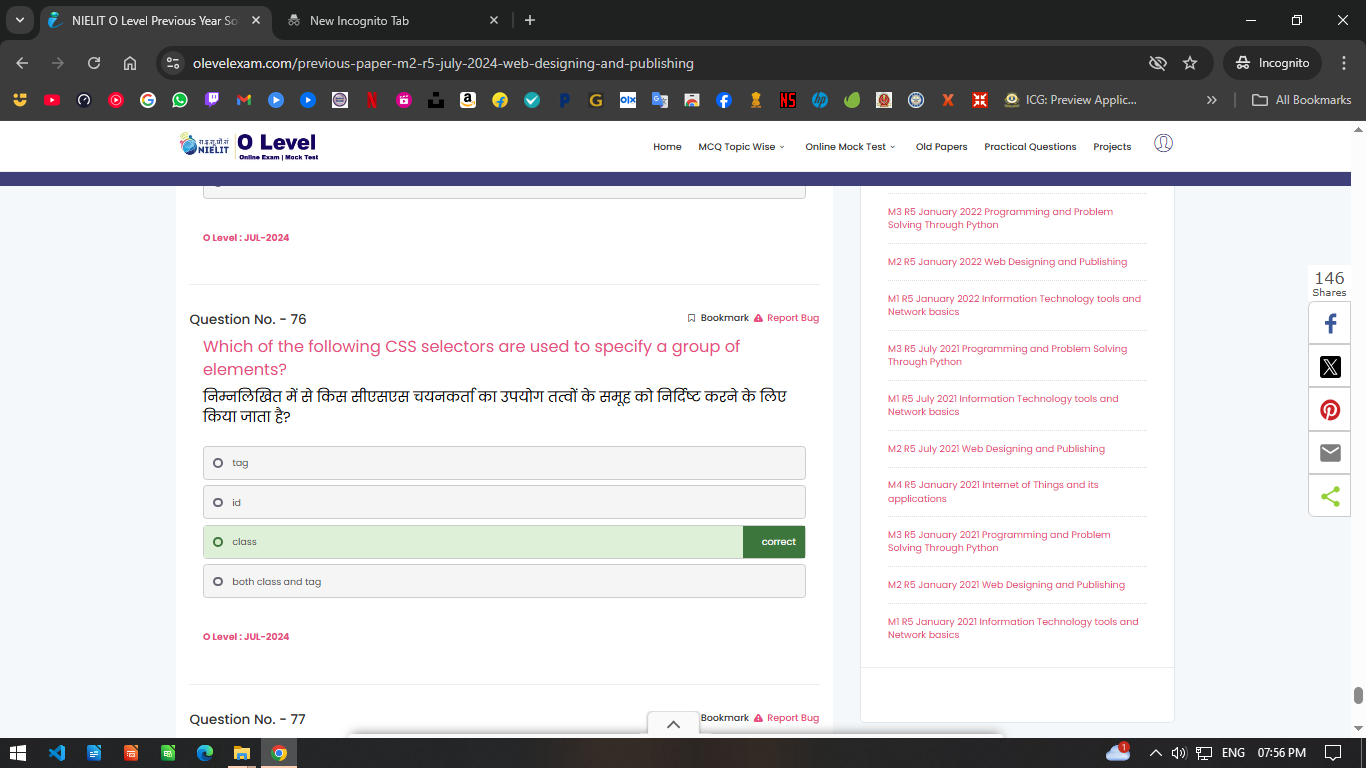 NIELIT O Level Previous Year So
New Incognito Tab
olevelexam.com/previous-paper-m2-r5-july-2024-web-designing-and-publishing
Incognito
ICG: Preview Applic...
All Bookmarks
NIELIT
O Level
Online Exam | Mock Test
Home
MCQ Topic Wise
Online Mock Test
Old Papers
Practical Questions
Projects
O Level : JUL-2024
Question No. - 76
Bookmark
Report Bug
Which of the following CSS selectors are used to specify a group of
elements?
निम्नलिखित में से किस सीएसएस चयनकर्ता का उपयोग तत्वों के समूह को निर्दिष्ट करने के लिए
किया जाता है?
tag
id
class
correct
both class and tag
O Level : JUL-2024
Question No. - 77
Bookmark
Report Bug
M3 R5 January 2022 Programming and Problem
Solving Through Python
M2 R5 January 2022 Web Designing and Publishing
M1 R5 January 2022 Information Technology tools and
Network basics
M3 R5 July 2021 Programming and Problem Solving
Through Python
M1 R5 July 2021 Information Technology tools and
Network basics
M2 R5 July 2021 Web Designing and Publishing
M4 R5 January 2021 Internet of Things and its
applications
M3 R5 January 2021 Programming and Problem
Solving Through Python
M2 R5 January 2021 Web Designing and Publishing
M1 R5 January 2021 Information Technology tools and
Network basics
146
Shares
1
ENG
07:56 PM